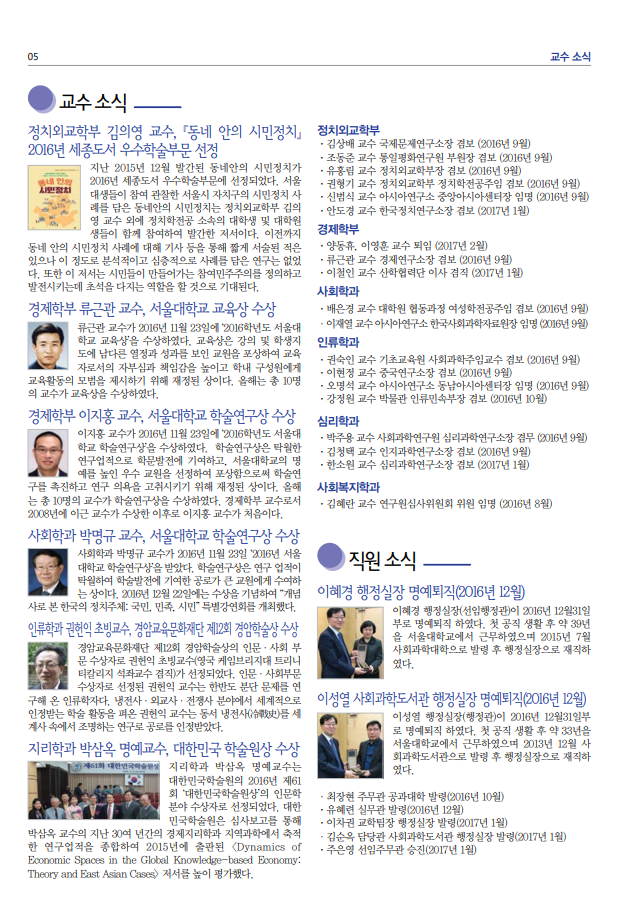 05
교수 소식
교수 소식
정치외교학부 김의영 교수, 『동네 안의 시민정치』
2016년 세종도서 우수학술부문 선정
지난 2015년 12월 발간된 동네안의 시민정치가
2016년 세종도서 우수학술부문에 선정되었다. 서울
대생들이 참여 관찰한 서울시 자치구의 시민정치 사
례를 담은 동네안의 시민정치는 정치외교학부 김의
영 교수 외에 정치학전공 소속의 대학생 및 대학원
생들이 함께 참여하여 발간한 저서이다. 이전까지
동네 안의 시민정치 사례에 대해 기사 등을 통해 짧게 서술된 적은
있으나 이 정도로 분석적이고 심층적으로 사례를 담은 연구는 없었
다. 또한 이 저서는 시민들이 만들어가는 참여민주주의를 정의하고
발전시키는데 초석을 다지는 역할을 할 것으로 기대된다.
동네 안의
시민정치
경제학부 류근관 교수, 서울대학교 교육상 수상
류근관 교수가 2016년 11월 23일에 '2016학년도 서울대
학교 교육상'을 수상하였다. 교육상은 강의 및 학생지
도에 남다른 열정과 성과를 보인 교원을 포상하여 교육
자로서의 자부심과 책임감을 높이고 학내 구성원에게
교육활동의 모범을 제시하기 위해 재정된 상이다. 올해는 총 10명
의 교수가 교육상을 수상하였다.
경제학부 이지홍 교수, 서울대학교 학술연구상 수상
이지홍 교수가 2016년 11월 23일에 '2016학년도 서울대
학교 학술연구상'을 수상하였다. 학술연구상은 탁월한
연구업적으로 학문발전에 기여하고, 서울대학교의 명
예를 높인 우수 교원을 선정하여 포상함으로써 학술연
구를 촉진하고 연구 의욕을 고취시키기 위해 재정된 상이다. 올해
는 총 10명의 교수가 학술연구상을 수상하였다. 경제학부 교수로서
2008년에 이근 교수가 수상한 이후로 이지홍 교수가 처음이다.
사회학과 박명규 교수, 서울대학교 학술연구상 수상
사회학과 박명규 교수가 2016년 11월 23일 '2016년 서울
대학교 학술연구상'을 받았다. 학술연구상은 연구 업적이
탁월하여 학술발전에 기여한 공로가 큰 교원에게 수여하
는 상이다. 2016년 12월 22일에는 수상을 기념하여 "개념
사로 본 한국의 정치주체: 국민, 민족, 시민" 특별강연회를 개최했다.
인류학과 권헌익 초빙교수, 경암교육문화재단 제12회 경암학술상 수상
경암교육문화재단 제12회 경암학술상의 인문·사회 부
문 수상자로 권헌익 초빙교수(영국 케임브리지대 트리니
티칼리지 석좌교수 겸직)가 선정되었다. 인문·사회부문
수상자로 선정된 권헌익 교수는 한반도 분단 문제를 연
구해 온 인류학자다. 냉전사·외교사·전쟁사 분야에서 세계적으로
인정받는 학술 활동을 펴온 권헌익 교수는 동서 냉전사(冷戰史)를 세
계사 속에서 조명하는 연구로 공로를 인정받았다.
지리학과 박삼옥 명예교수, 대한민국 학술원상 수상
제61회 대한민국학술원상
지리학과 박삼옥 명예교수는
대한민국학술원의 2016년 제61
회 '대한민국학술원상'의 인문학
분야 수상자로 선정되었다. 대한
민국학술원은 심사보고를 통해
박삼옥 교수의 지난 30여 년간의 경제지리학과 지역과학에서 축적
한 연구업적을 종합하여 2015년에 출판된 〈Dynamics of
Economic Spaces in the Global Knowledge-based Economy:
Theory and East Asian Cases〉 저서를 높이 평가했다.
정치외교학부
· 김상배 교수 국제문제연구소장 겸보 (2016년 9월)
· 조동준 교수 통일평화연구원 부원장 겸보 (2016년 9월)
· 유홍림 교수 정치외교학부장 겸보 (2016년 9월)
· 권형기 교수 정치외교학부 정치학전공주임 겸보 (2016년 9월)
· 신범식 교수 아시아연구소 중앙아시아센터장 임명 (2016년 9월)
· 안도경 교수 한국정치연구소장 겸보 (2017년 1월)
경제학부
· 양동휴, 이영훈 교수 퇴임 (2017년 2월)
· 류근관 교수 경제연구소장 겸보 (2016년 9월)
· 이철인 교수 산학협력단 이사 겸직 (2017년 1월)
사회학과
· 배은경 교수 대학원 협동과정 여성학전공주임 겸보 (2016년 9월)
· 이재열 교수 아시아연구소 한국사회과학자료원장 임명 (2016년 9월)
인류학과
· 권숙인 교수 기초교육원 사회과학주임교수 겸보 (2016년 9월)
· 이현정 교수 중국연구소장 겸보 (2016년 9월)
· 오명석 교수 아시아연구소 동남아시아센터장 임명 (2016년 9월)
· 강정원 교수 박물관 인류민속부장 겸보 (2016년 10월)
심리학과
· 박주용 교수 사회과학연구원 심리과학연구소장 겸무 (2016년 9월)
· 김청택 교수 인지과학연구소장 겸보 (2016년 9월)
· 한소원 교수 심리과학연구소장 겸보 (2017년 1월)
사회복지학과
· 김혜란 교수 연구원심사위원회 위원 임명 (2016년 8월)
직원 소식
이혜경 행정실장 명예퇴직(2016년 12월)
이혜경 행정실장(선임행정관)이 2016년 12월31일
부로 명예퇴직 하였다. 첫 공직 생활 후 약 39년
을 서울대학교에서 근무하였으며 2015년 7월
사회과학대학으로 발령 후 행정실장으로 재직하
였다.
이성열 사회과학도서관 행정실장 명예퇴직(2016년 12월)
이성열 행정실장(행정관)이 2016년 12월31일부
로 명예퇴직 하였다. 첫 공직 생활 후 약 33년을
서울대학교에서 근무하였으며 2013년 12월 사
회과학도서관으로 발령 후 행정실장으로 재직하
였다.
· 최장현 주무관 공과대학 발령(2016년 10월)
· 유혜련 실무관 발령(2016년 12월)
· 이차권 교학팀장 행정실장 발령(2017년 1월)
· 김순옥 담당관 사회과학도서관 행정실장 발령(2017년 1월)
· 주은영 선임주무관 승진(2017년 1월)